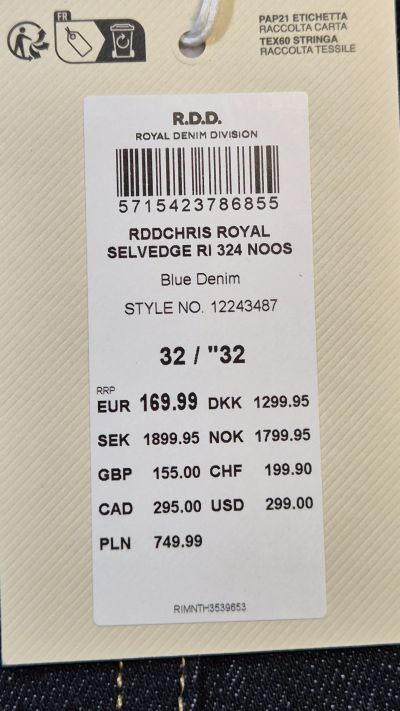 FR
PAP21 ETICHETTA
RACCOLTA CARTA
TEX60 STRINGA
RACCOLTA TESSILE
R.D.D.
ROYAL DENIM DIVISION
5715423786855
RDDCHRIS ROYAL
SELVEDGE RI 324 NOOS
Blue Denim
STYLE NO. 12243487
32 / "32
RRP
EUR 169.99 DKK 1299.95
SEK 1899.95 NOK 1799.95
GBP 155.00 CHF 199.90
CAD 295.00 USD 299.00
PLN 749.99
RIMNTH3539653